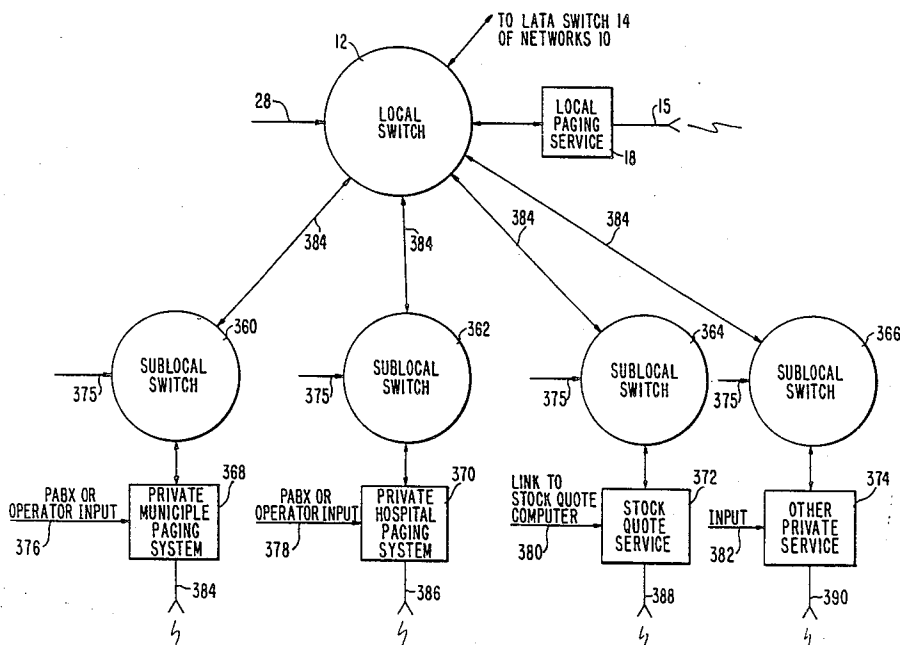 TO LATA SWITCH 14
OF NETWORKS 10
12
28
LOCAL
SWITCH
LOCAL
PAGING
SERVICE
18
15
384
384
384
384
360
362
364
366
SUBLOCAL
SWITCH
SUBLOCAL
SWITCH
SUBLOCAL
SWITCH
SUBLOCAL
SWITCH
375
375
375
375
PABX OR
OPERATOR INPUT
376
368
PRIVATE
MUNICIPLE
PAGING
SYSTEM
PABX OR
OPERATOR INPUT
378
370
PRIVATE
HOSPITAL
PAGING
SYSTEM
LINK TO
STOCK QUOTE
COMPUTER
380
372
STOCK
QUOTE
SERVICE
INPUT
382
374
OTHER
PRIVATE
SERVICE
384
386
388
390